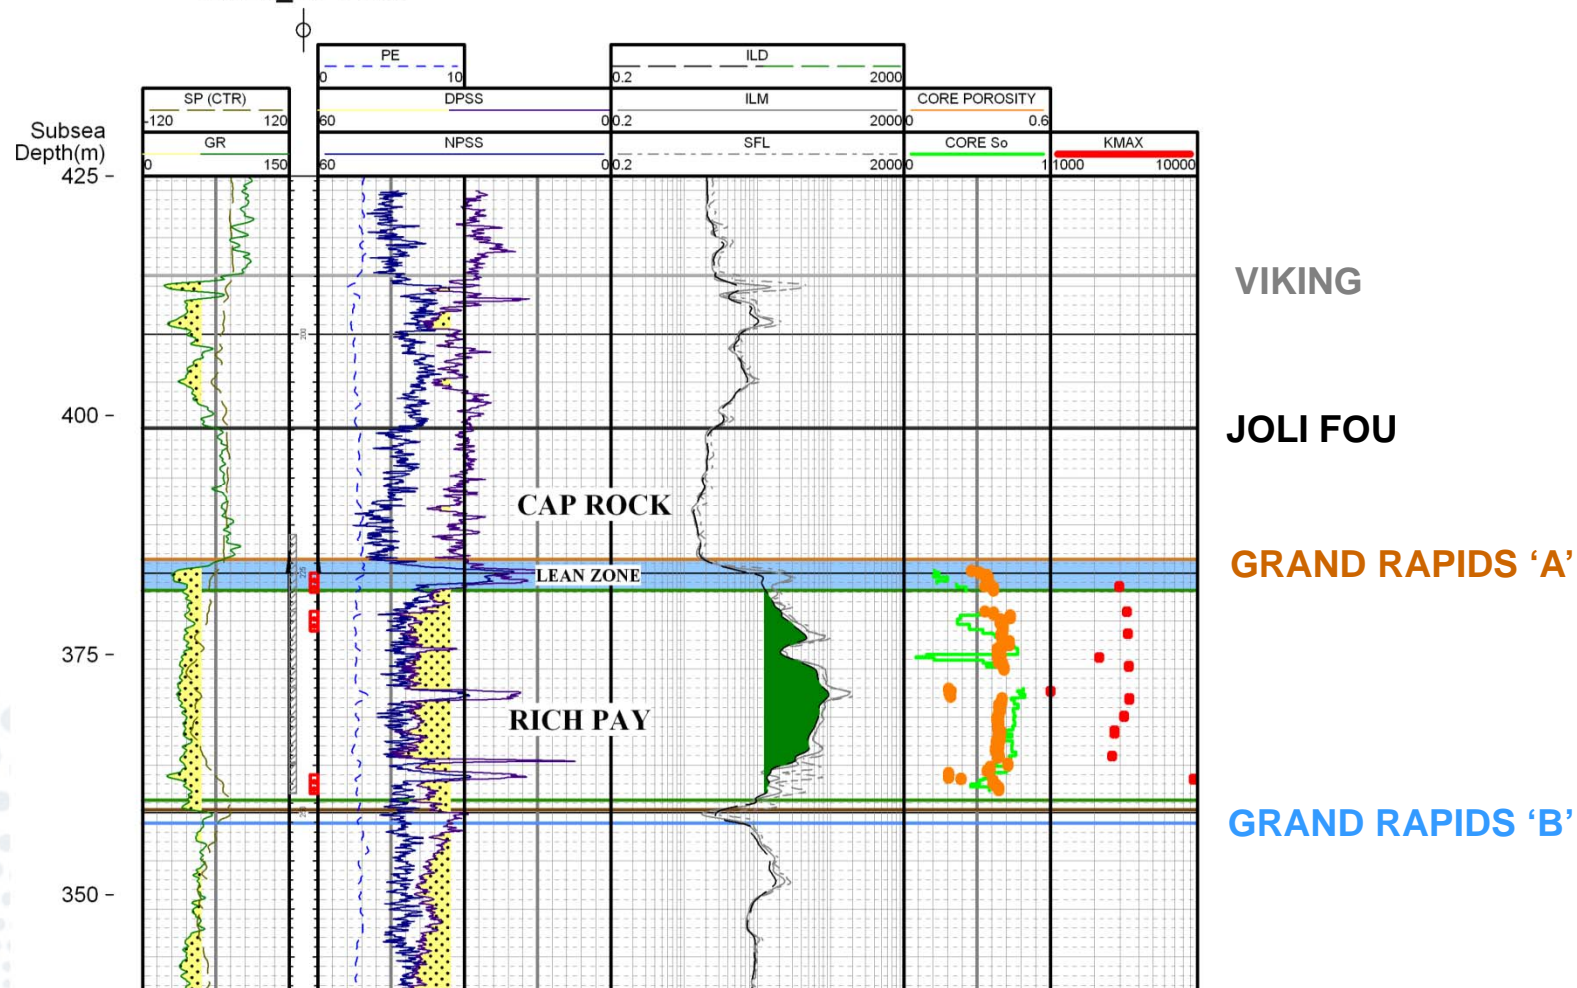 PE
0 10
ILD
0.2 2000
SP (CTR)
-120 120
DPSS
60 0
ILM
0.2 2000
CORE POROSITY
0 0.6
Subsea
Depth(m)
GR
0 150
NPSS
60 0
SFL
0.2 2000
CORE So
0 1
KMAX
1000 10000
425
VIKING
200
400
JOLI FOU
CAP ROCK
GRAND RAPIDS ‘A’
225
LEAN ZONE
375
RICH PAY
GRAND RAPIDS ‘B’
350